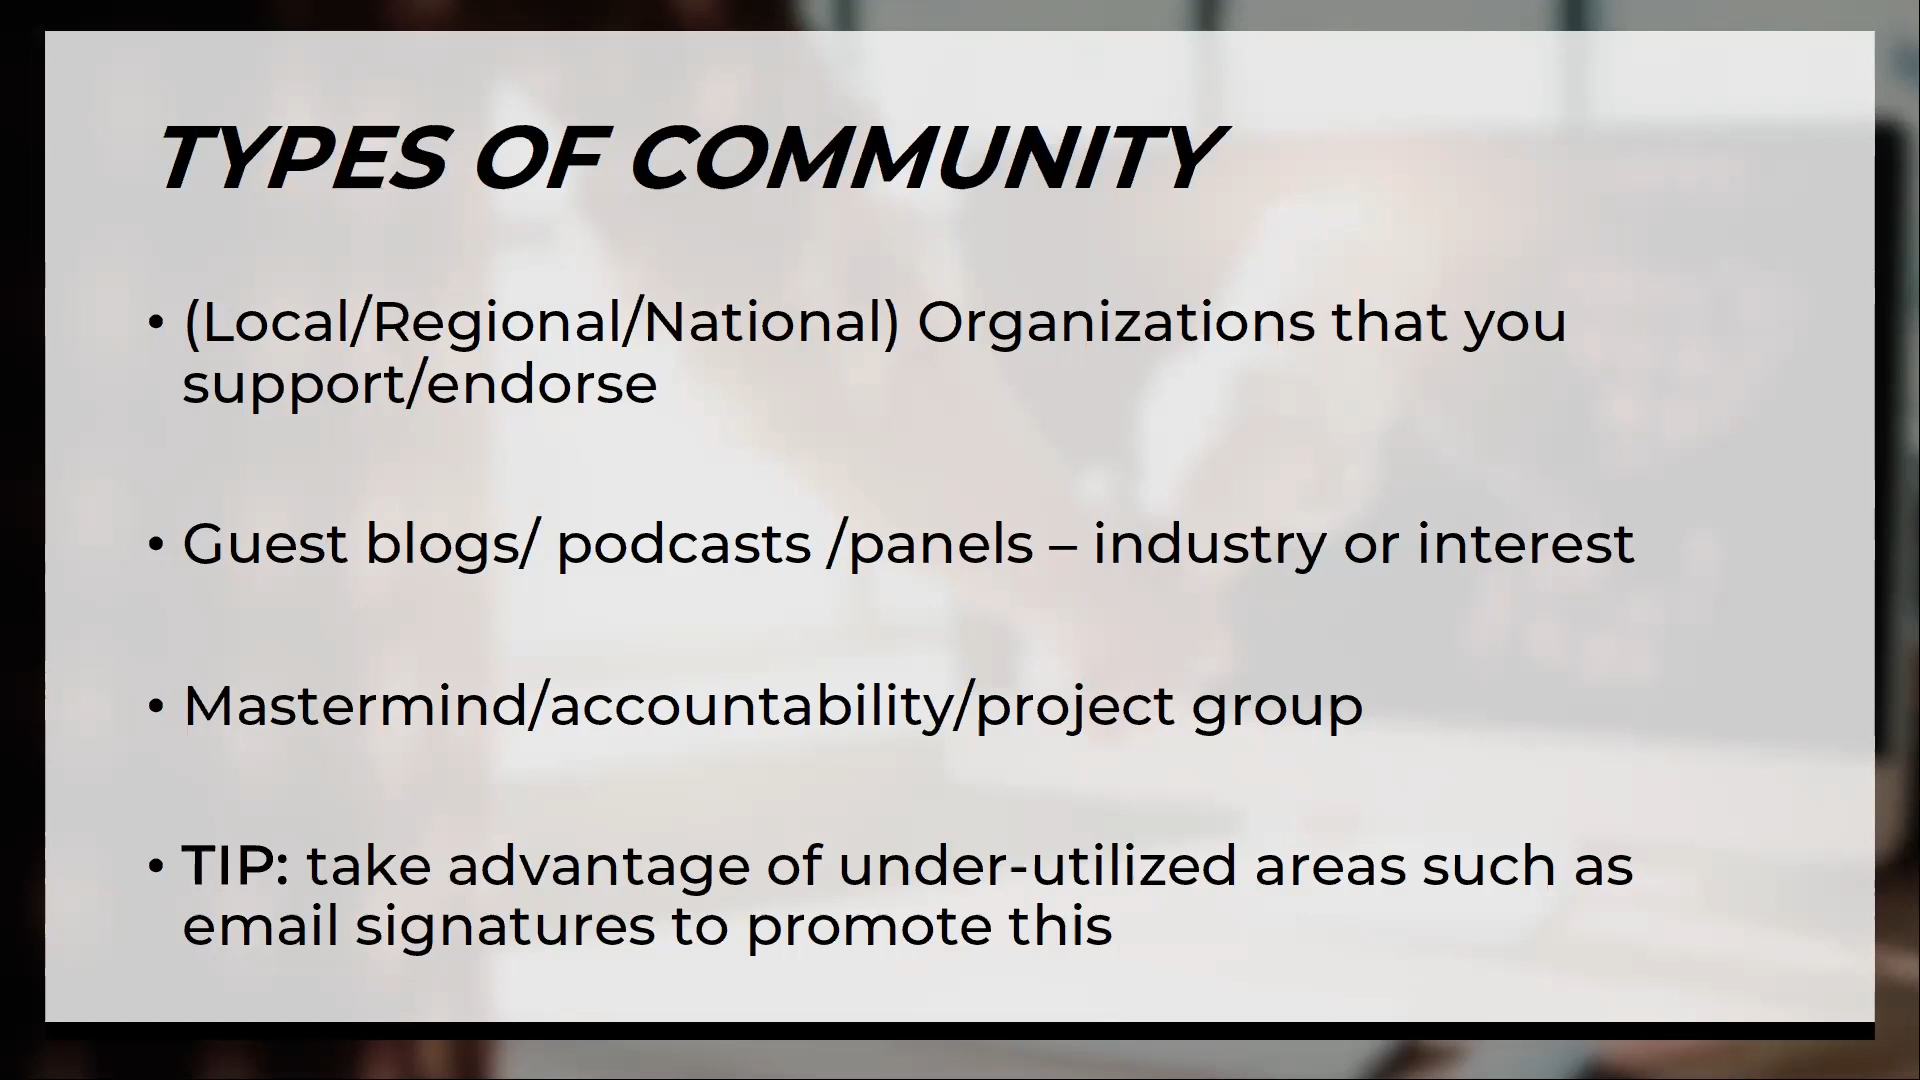 TYPES OF COMMUNITY
• (Local/Regional/National) Organizations that you
support/endorse
• Guest blogs/ podcasts /panels – industry or interest
• Mastermind/accountability/project group
• TIP: take advantage of under-utilized areas such as
email signatures to promote this